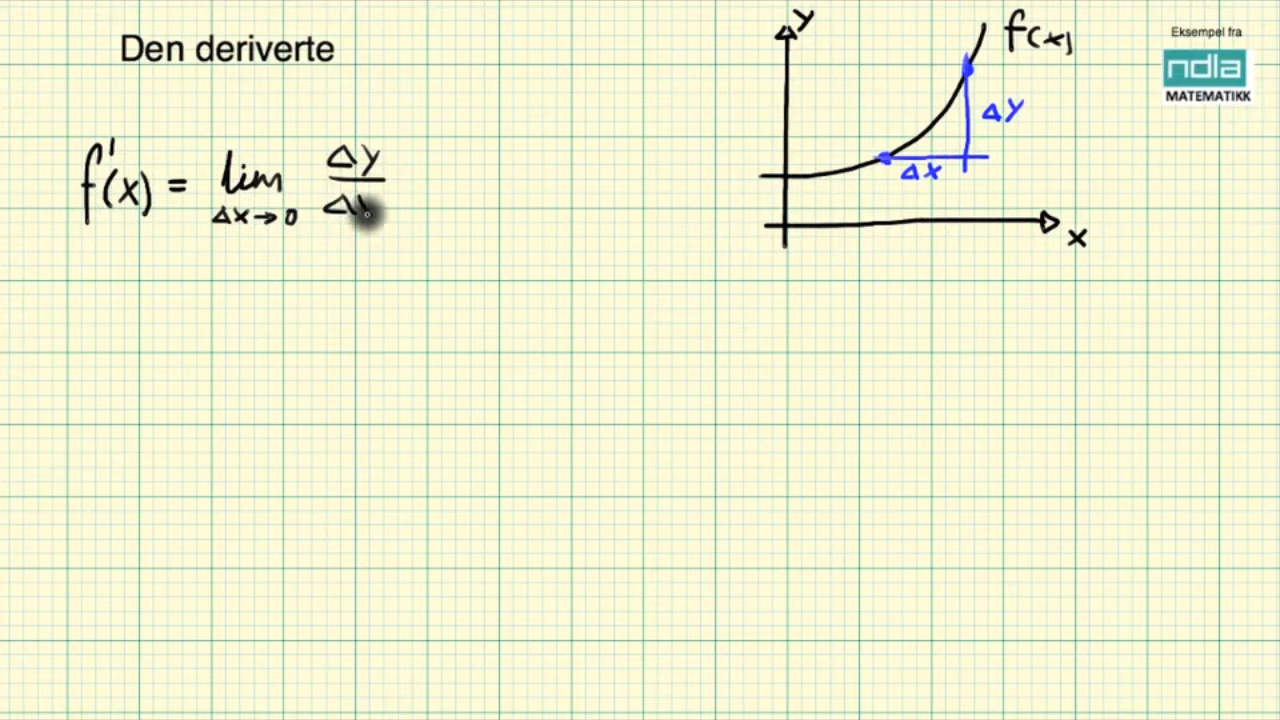 Den deriverte
f'(x) = lim Δx→0 Δy / Δ
y
f(x)
Δy
Δx
x
Eksempel fra
ndla
MATEMATIKK